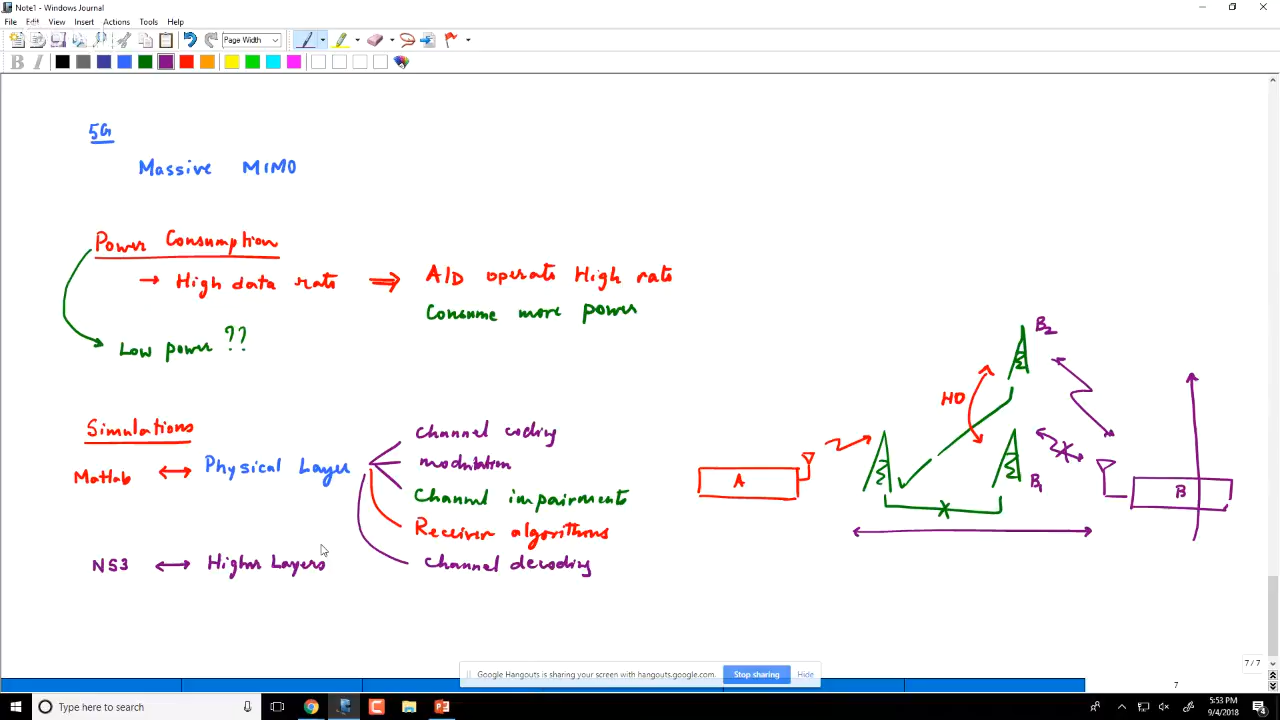 Note1 - Windows Journal
File Edit View Insert Actions Tools Help
Page Width
B I
5G
Massive MIMO
Power Consumption
→ High data rate ⇒ A/D operate High rate
Consume more power
Low power ??
Simulations
Matlab ↔ Physical Layer
Channel coding
modulation
Channel impairments
Receiver algorithms
Channel decoding
NS3 ↔ Higher Layers
B2
HO
A
B1
B
7 / 7
Google Hangouts is sharing your screen with hangouts.google.com.
Stop sharing
Hide
7
Type here to search
5:53 PM
9/4/2018